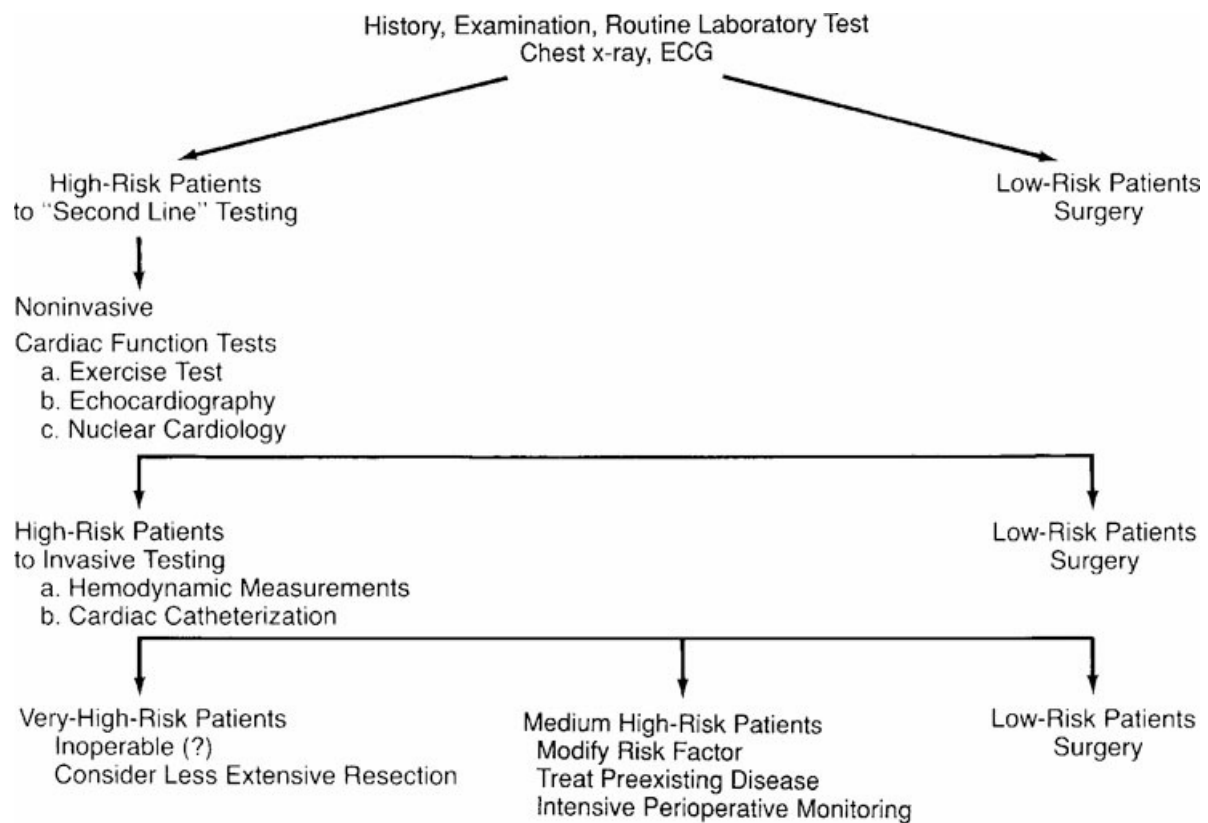 History, Examination, Routine Laboratory Test
Chest x-ray, ECG
High-Risk Patients
to "Second Line" Testing
Low-Risk Patients
Surgery
Noninvasive
Cardiac Function Tests
a. Exercise Test
b. Echocardiography
c. Nuclear Cardiology
High-Risk Patients
to Invasive Testing
a. Hemodynamic Measurements
b. Cardiac Catheterization
Low-Risk Patients
Surgery
Very-High-Risk Patients
Inoperable (?)
Consider Less Extensive Resection
Medium High-Risk Patients
Modify Risk Factor
Treat Preexisting Disease
Intensive Perioperative Monitoring
Low-Risk Patients
Surgery